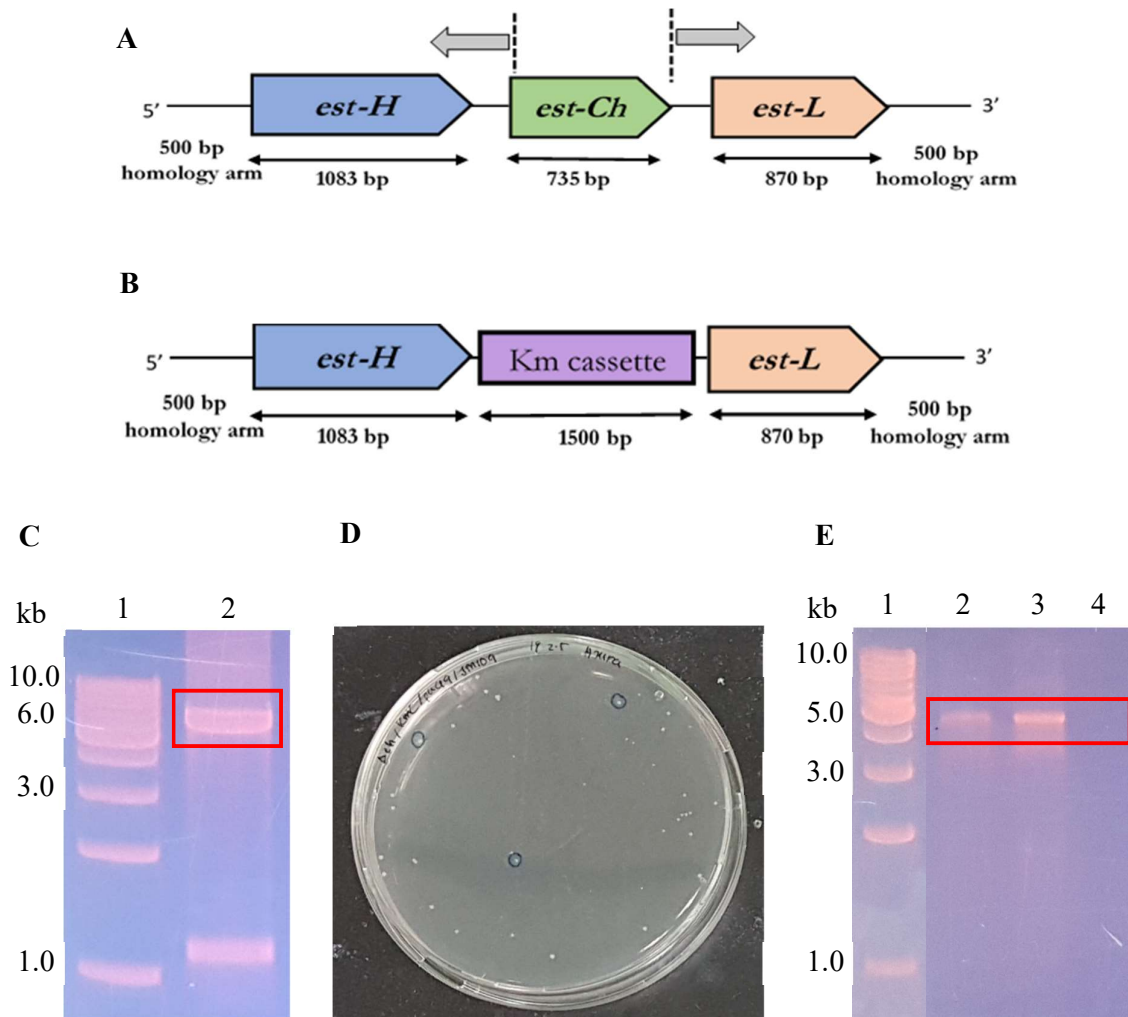 A
5’
est-H
est-Ch
est-L
3’
500 bp
homology arm
1083 bp
735 bp
870 bp
500 bp
homology arm
B
5’
est-H
Km cassette
est-L
3’
500 bp
homology arm
1083 bp
1500 bp
870 bp
500 bp
homology arm
C
kb
1
2
10.0
6.0
3.0
1.0
D
18 2.5
E
kb
1
2
3
4
10.0
5.0
3.0
1.0